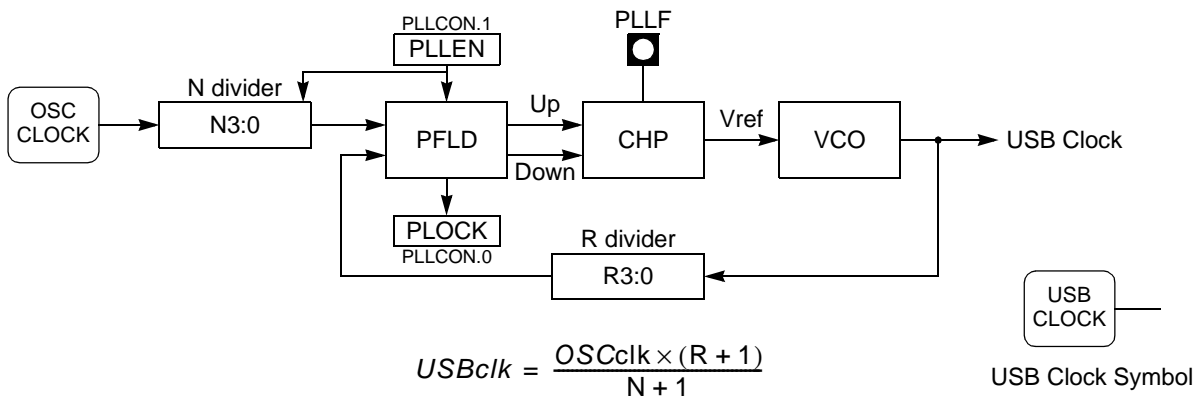 PLLCON.1
PLLEN
PLLF
OSC
CLOCK
N divider
N3:0
PFLD
Up
Down
CHP
Vref
VCO
USB Clock
PLOCK
PLLCON.0
R divider
R3:0
USB
CLOCK
USB Clock Symbol
USBclk = OSCclk × (R + 1)
N + 1